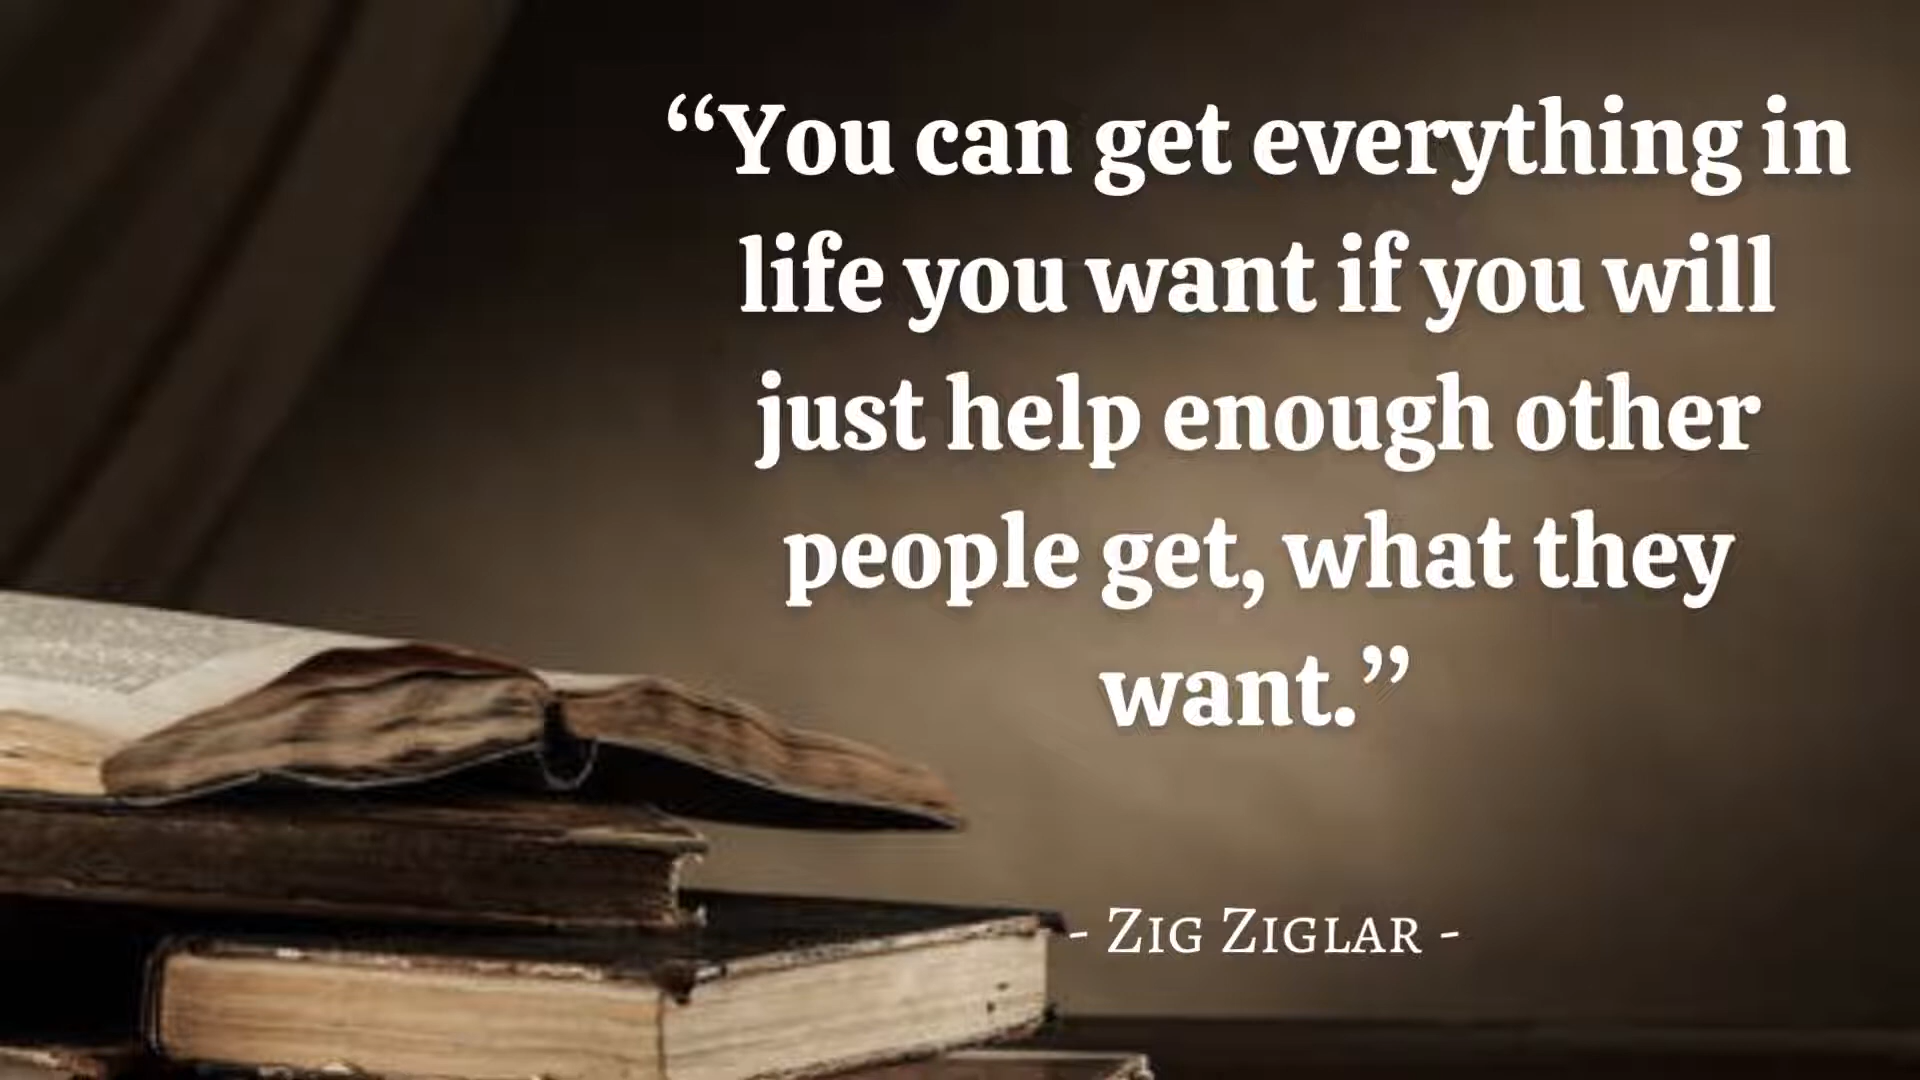 “You can get everything in
life you want if you will
just help enough other
people get, what they
want.”
- Zig Ziglar -